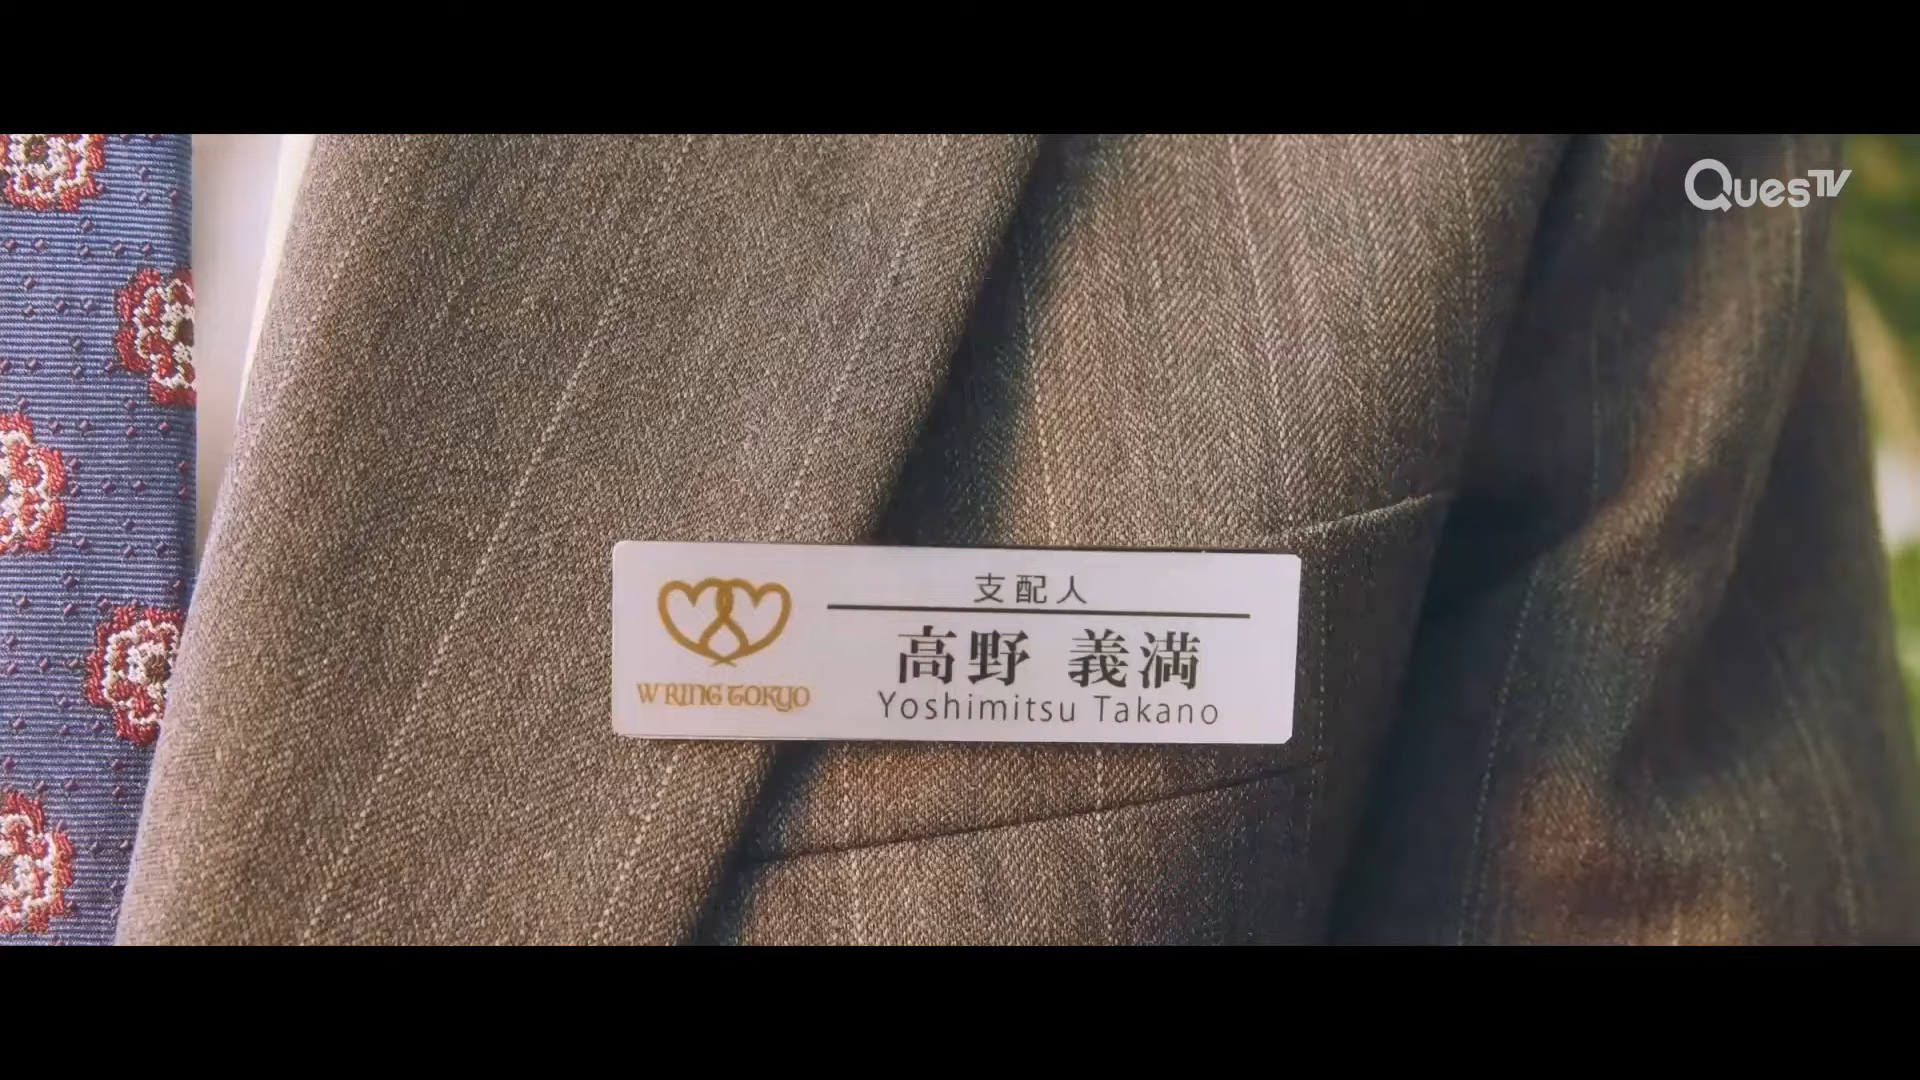 QuesTV
支配人
高野 義満
Yoshimitsu Takano
W RING TOKYO